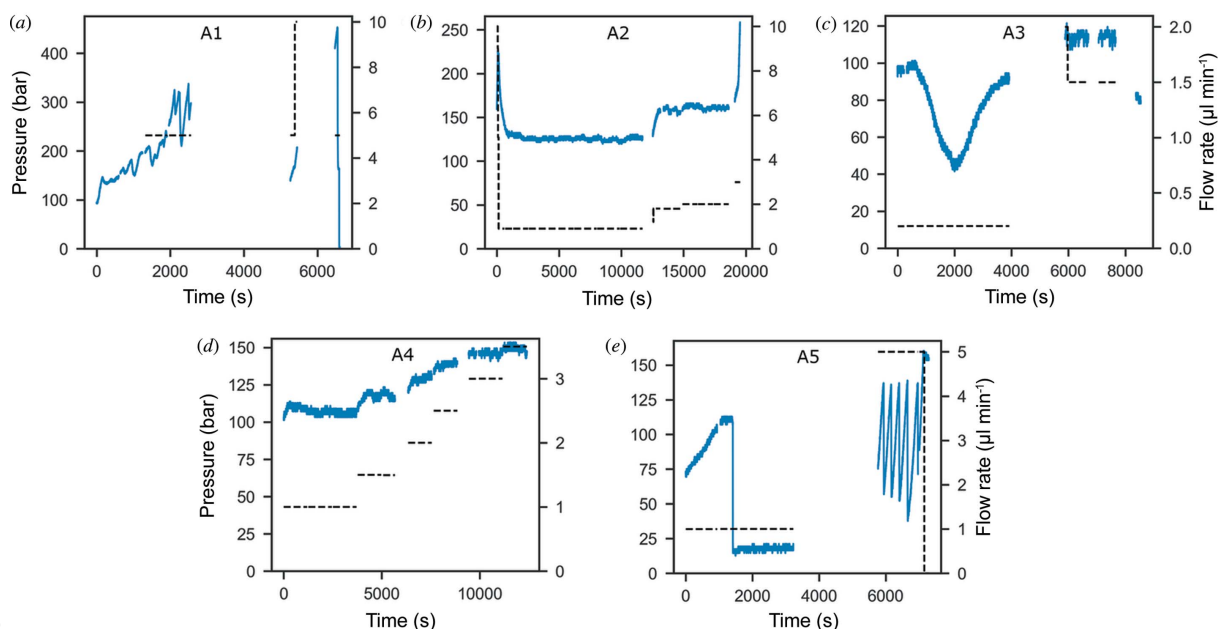 (a)
A1
Pressure (bar)
400
300
200
100
0
10
8
6
4
2
0
0 2000 4000 6000
Time (s)
(b)
A2
250
200
150
100
50
0
10
8
6
4
2
0
0 5000 10000 15000 20000
Time (s)
(c)
A3
120
100
80
60
40
20
0
2.0
1.5
1.0
0.5
0.0
Flow rate (µl min⁻¹)
0 2000 4000 6000 8000
Time (s)
(d)
A4
Pressure (bar)
150
125
100
75
50
25
0
3
2
1
0
0 5000 10000
Time (s)
(e)
A5
150
125
100
75
50
25
0
5
4
3
2
1
0
Flow rate (µl min⁻¹)
0 2000 4000 6000
Time (s)